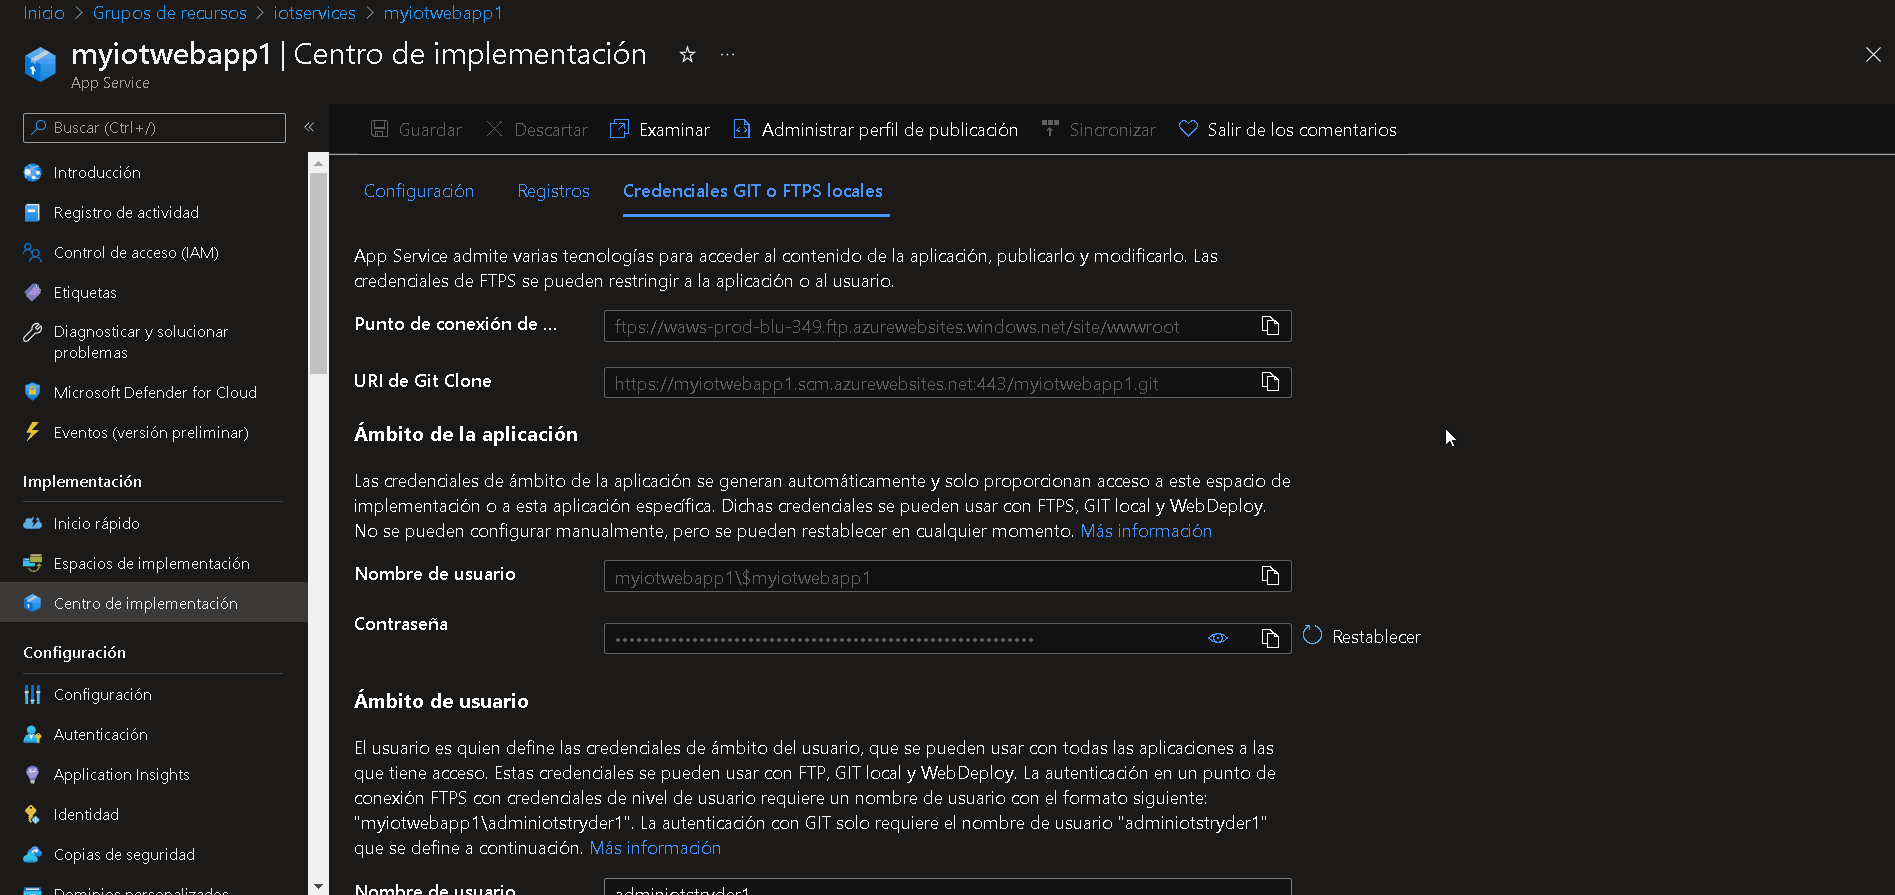 Inicio > Grupos de recursos > iotservices > myiotwebapp1
myiotwebapp1 | Centro de implementación
App Service
Buscar (Ctrl+/)
Introducción
Registro de actividad
Control de acceso (IAM)
Etiquetas
Diagnosticar y solucionar
problemas
Microsoft Defender for Cloud
Eventos (versión preliminar)
Implementación
Inicio rápido
Espacios de implementación
Centro de implementación
Configuración
Configuración
Autenticación
Application Insights
Identidad
Copias de seguridad
Dominios personalizados
Guardar Descartar Examinar Administrar perfil de publicación Sincronizar Salir de los comentarios
Configuración Registros Credenciales GIT o FTPS locales
App Service admite varias tecnologías para acceder al contenido de la aplicación, publicarlo y modificarlo. Las
credenciales de FTPS se pueden restringir a la aplicación o al usuario.
Punto de conexión de ... ftps://waws-prod-blu-349.ftp.azurewebsites.windows.net/site/wwwroot
URI de Git Clone https://myiotwebapp1.scm.azurewebsites.net:443/myiotwebapp1.git
Ámbito de la aplicación
Las credenciales de ámbito de la aplicación se generan automáticamente y solo proporcionan acceso a este espacio de
implementación o a esta aplicación específica. Dichas credenciales se pueden usar con FTPS, GIT local y WebDeploy.
No se pueden configurar manualmente, pero se pueden restablecer en cualquier momento. Más información
Nombre de usuario myiotwebapp1\$myiotwebapp1
Contraseña
Restablecer
Ámbito de usuario
El usuario es quien define las credenciales de ámbito del usuario, que se pueden usar con todas las aplicaciones a las
que tiene acceso. Estas credenciales se pueden usar con FTP, GIT local y WebDeploy. La autenticación en un punto de
conexión FTPS con credenciales de nivel de usuario requiere un nombre de usuario con el formato siguiente:
"myiotwebapp1\adminiotstryder1". La autenticación con GIT solo requiere el nombre de usuario "adminiotstryder1"
que se define a continuación. Más información
Nombre de usuario adminiotstryder1